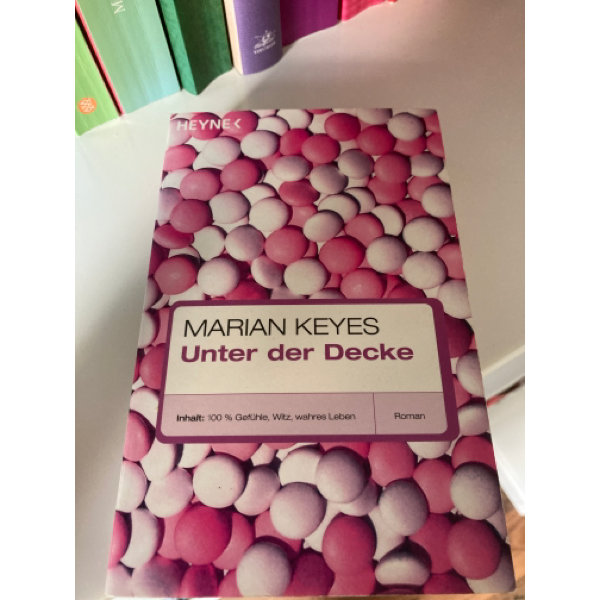 M
HEYNE<
MARIAN KEYES
Unter der Decke
Inhalt: 100 % Gefühle, Witz, wahres Leben
Roman